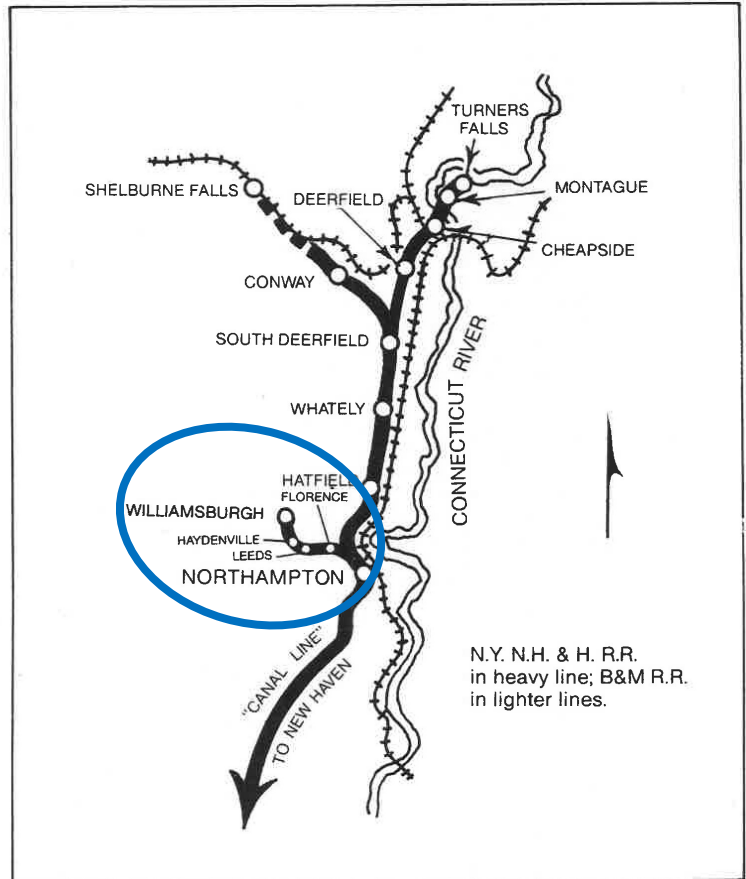 TURNERS
FALLS
SHELBURNE FALLS
DEERFIELD
MONTAGUE
CHEAPSIDE
CONWAY
SOUTH DEERFIELD
CONNECTICUT RIVER
WHATELY
HATFIELD
FLORENCE
WILLIAMSBURGH
HAYDENVILLE
LEEDS
NORTHAMPTON
"CANAL LINE"
TO NEW HAVEN
N.Y. N.H. & H. R.R.
in heavy line; B&M R.R.
in lighter lines.